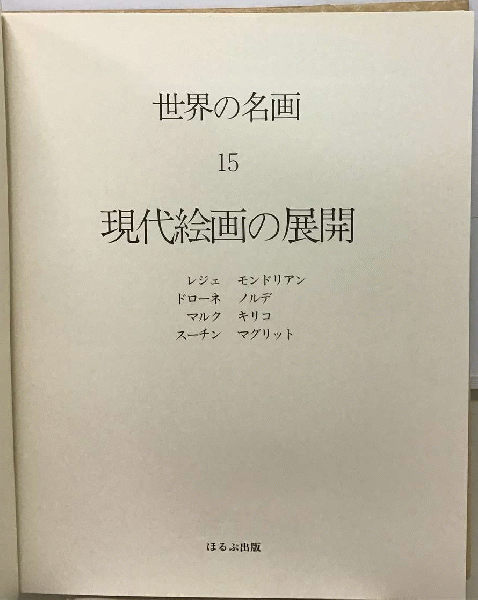 世界の名画
15
現代絵画の展開
レジェ モンドリアン
ドローネ ノルデ
マルク キリコ
スーチン マグリット
ほるぷ出版